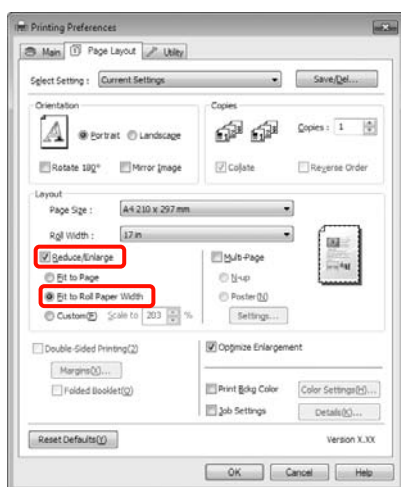 Printing Preferences
Main Page Layout Utility
Select Setting : Current Settings Save/Del...
Orientation Copies
Portrait Landscape Copies : 1
Rotate 180° Mirror Image Collate Reverse Order
Layout
Page Size : A4 210 x 297 mm
Roll Width : 17 in
Reduce/Enlarge Multi-Page
Fit to Page N-up
Fit to Roll Paper Width Poster(N)
Custom(F) Scale to 203 % Settings...
Double-Sided Printing(2) Optimize Enlargement
Margins(X)...
Folded Booklet(Q) Print Bckg Color Color Settings(H)...
Job Settings Details(K)...
Reset Defaults(Y) Version X.XX
OK Cancel Help